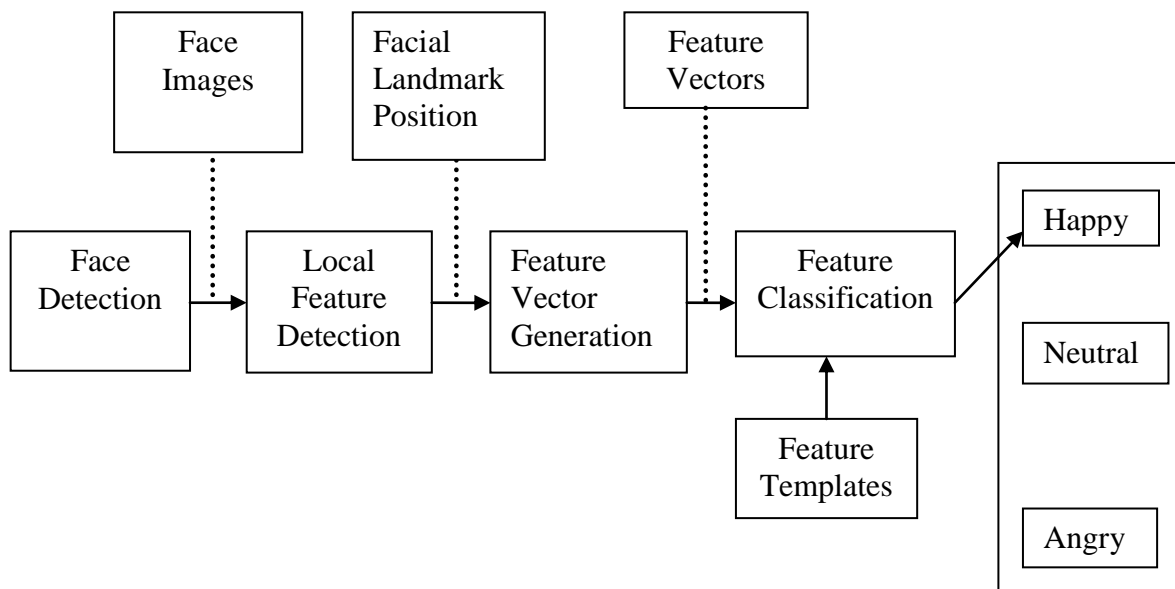 Face
Images
Facial
Landmark
Position
Feature
Vectors
Face
Detection
Local
Feature
Detection
Feature
Vector
Generation
Feature
Classification
Feature
Templates
Happy
Neutral
Angry